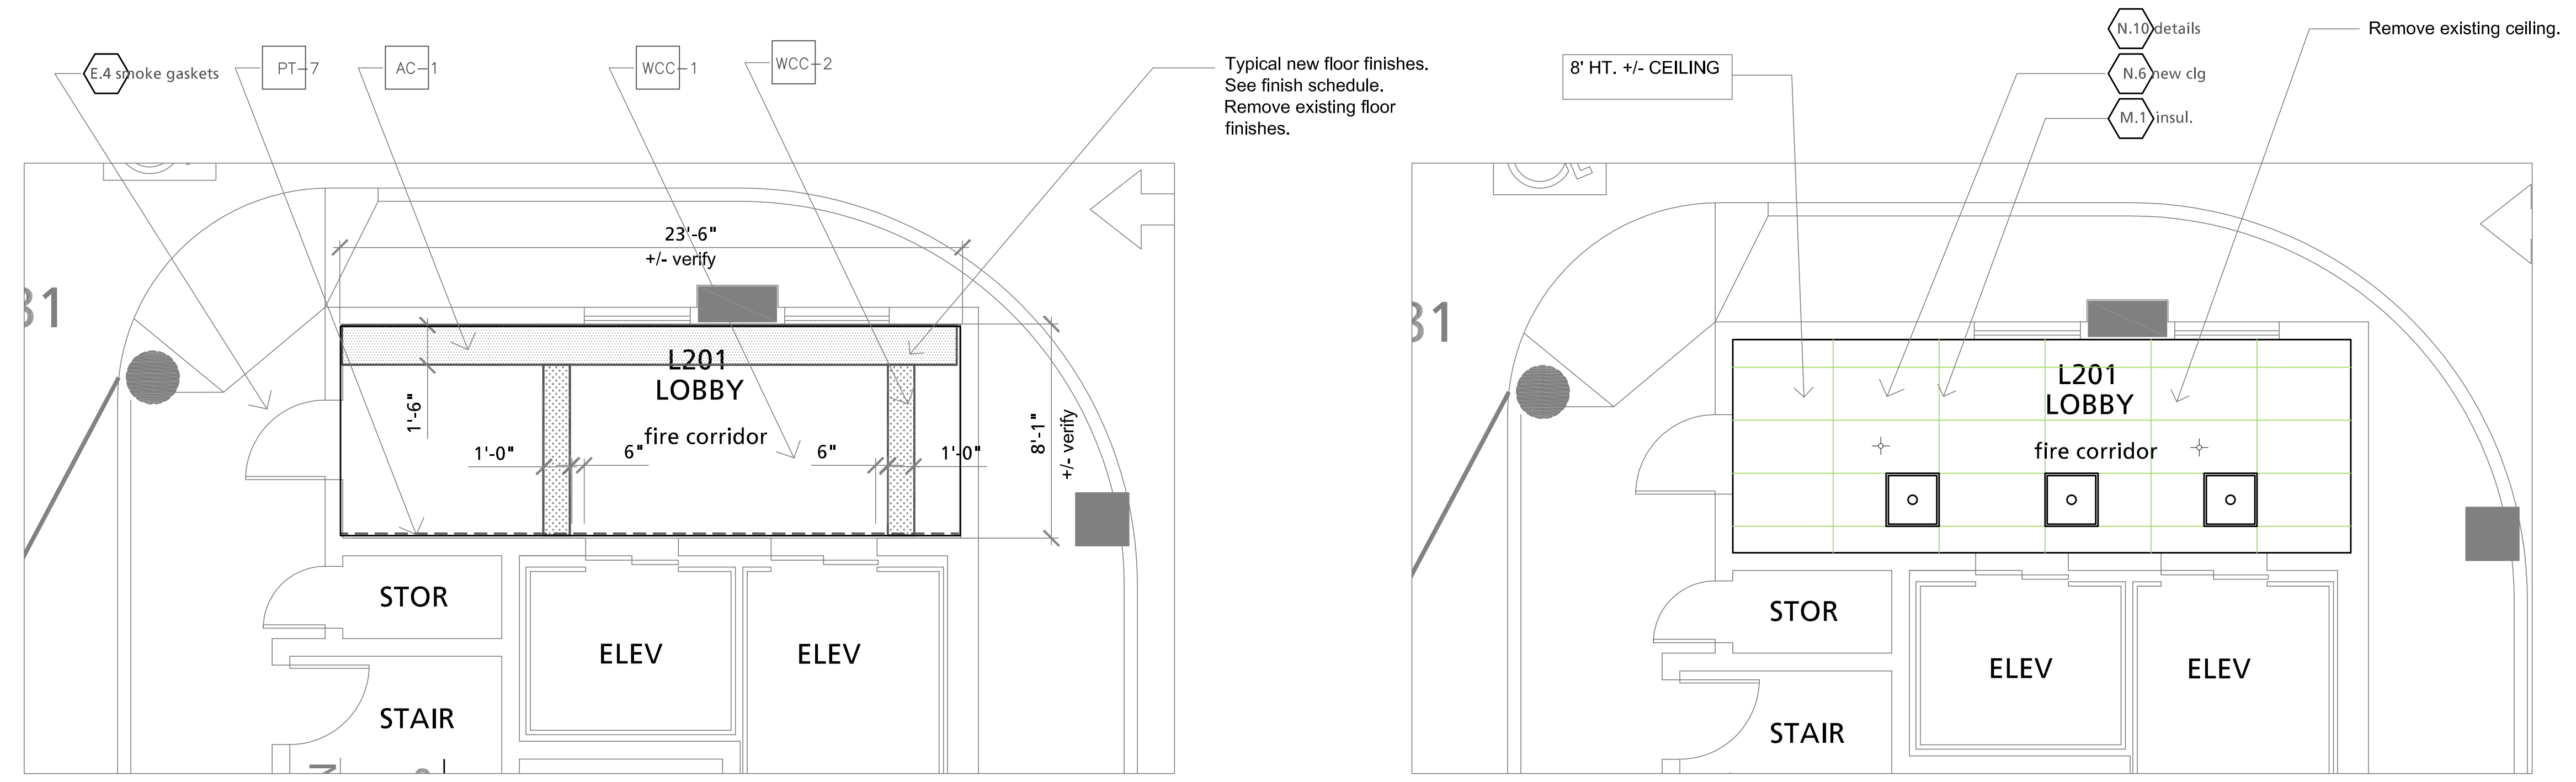 E.4 smoke gaskets
PT-7
AC-1
WCC-1
WCC-2
Typical new floor finishes.
See finish schedule.
Remove existing floor
finishes.
31
23'-6"
+/- verify
L201
LOBBY
fire corridor
1'-6"
1'-0"
6"
6"
1'-0"
8'-1"
+/- verify
STOR
ELEV
ELEV
STAIR
8' HT. +/- CEILING
N.10 details
N.6 new clg
M.1 insul.
Remove existing ceiling.
31
L201
LOBBY
fire corridor
STOR
ELEV
ELEV
STAIR